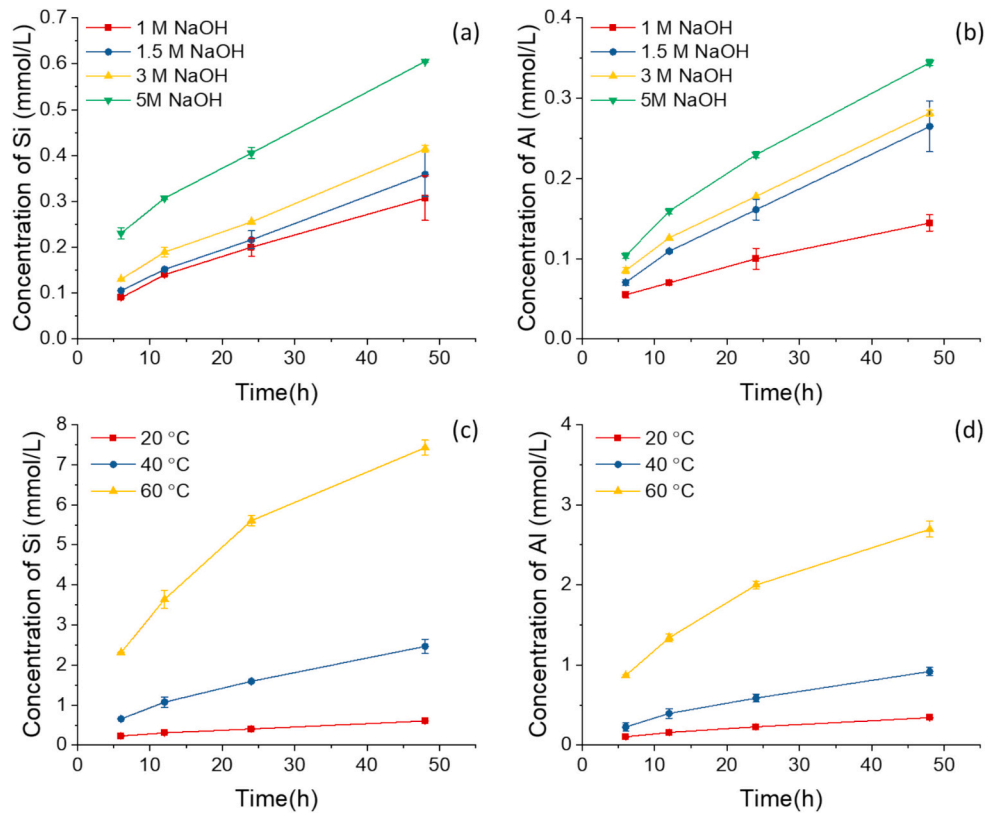 (a)
1 M NaOH
1.5 M NaOH
3 M NaOH
5M NaOH
Concentration of Si (mmol/L)
0.7
0.6
0.5
0.4
0.3
0.2
0.1
0.0
0 10 20 30 40 50
Time(h)
(b)
1 M NaOH
1.5 M NaOH
3 M NaOH
5M NaOH
Concentration of Al (mmol/L)
0.4
0.3
0.2
0.1
0.0
0 10 20 30 40 50
Time(h)
(c)
20 °C
40 °C
60 °C
Concentration of Si (mmol/L)
8
7
6
5
4
3
2
1
0
0 10 20 30 40 50
Time(h)
(d)
20 °C
40 °C
60 °C
Concentration of Al (mmol/L)
4
3
2
1
0
0 10 20 30 40 50
Time(h)